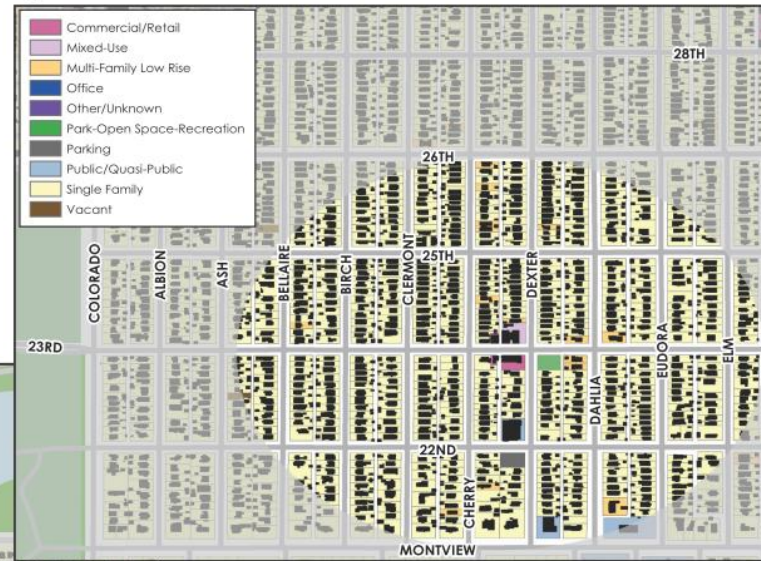 Commercial/Retail
Mixed-Use
Multi-Family Low Rise
Office
Other/Unknown
Park-Open Space-Recreation
Parking
Public/Quasi-Public
Single Family
Vacant
28TH
26TH
COLORADO
ALBION
ASH
BELLAIRE
BIRCH
CLERMONT
25TH
DEXTER
23RD
EUDORA
ELM
DAHLIA
22ND
CHERRY
MONTVIEW